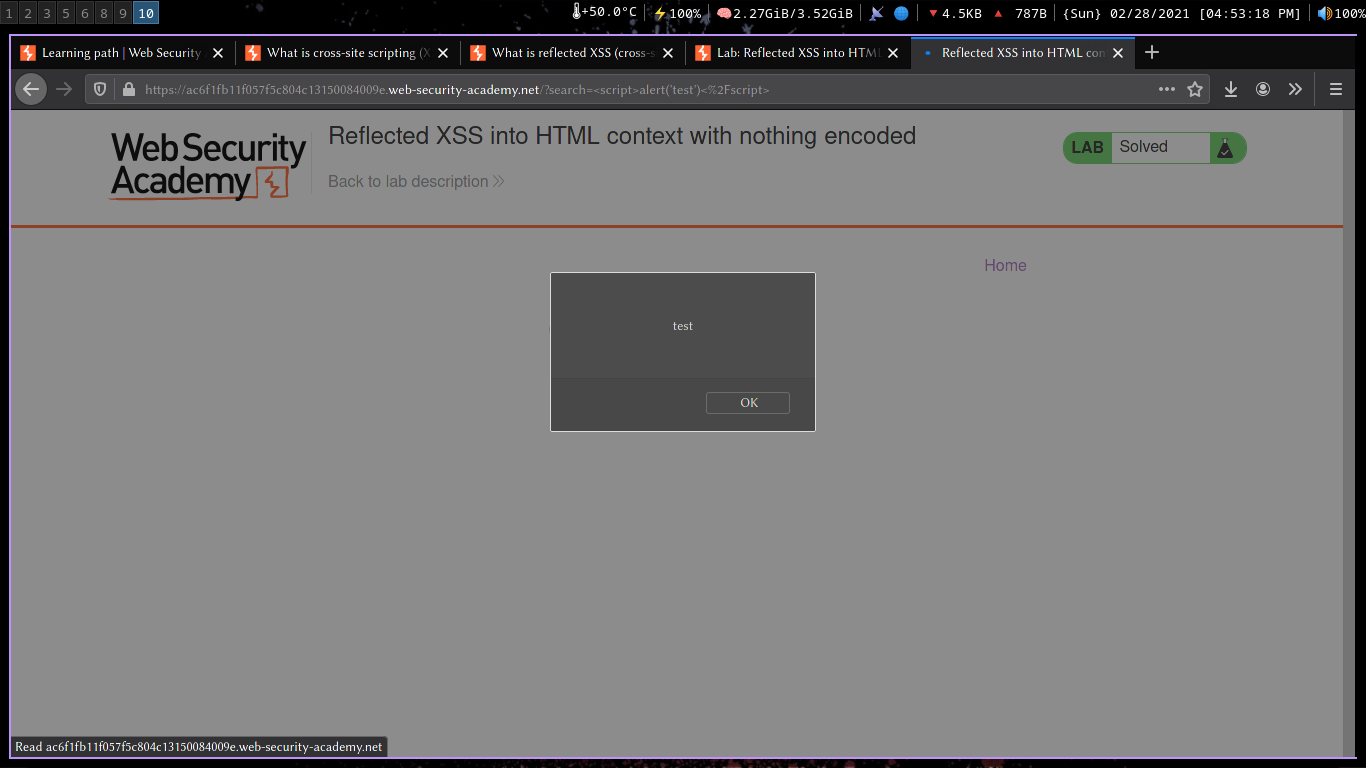 1 2 3 5 6 8 9 10 +50.0°C 100% 2.27GiB/3.52GiB 4.5KB 787B {Sun} 02/28/2021 [04:53:18 PM] 100%
Learning path | Web Security What is cross-site scripting (X What is reflected XSS (cross-s Lab: Reflected XSS into HTML Reflected XSS into HTML con
https://ac6f1fb11f057f5c804c13150084009e.web-security-academy.net/?search=<script>alert('test')<%2Fscript>
Web Security
Academy
Reflected XSS into HTML context with nothing encoded
Back to lab description
LAB Solved
Home
test
OK
Read ac6f1fb11f057f5c804c13150084009e.web-security-academy.net